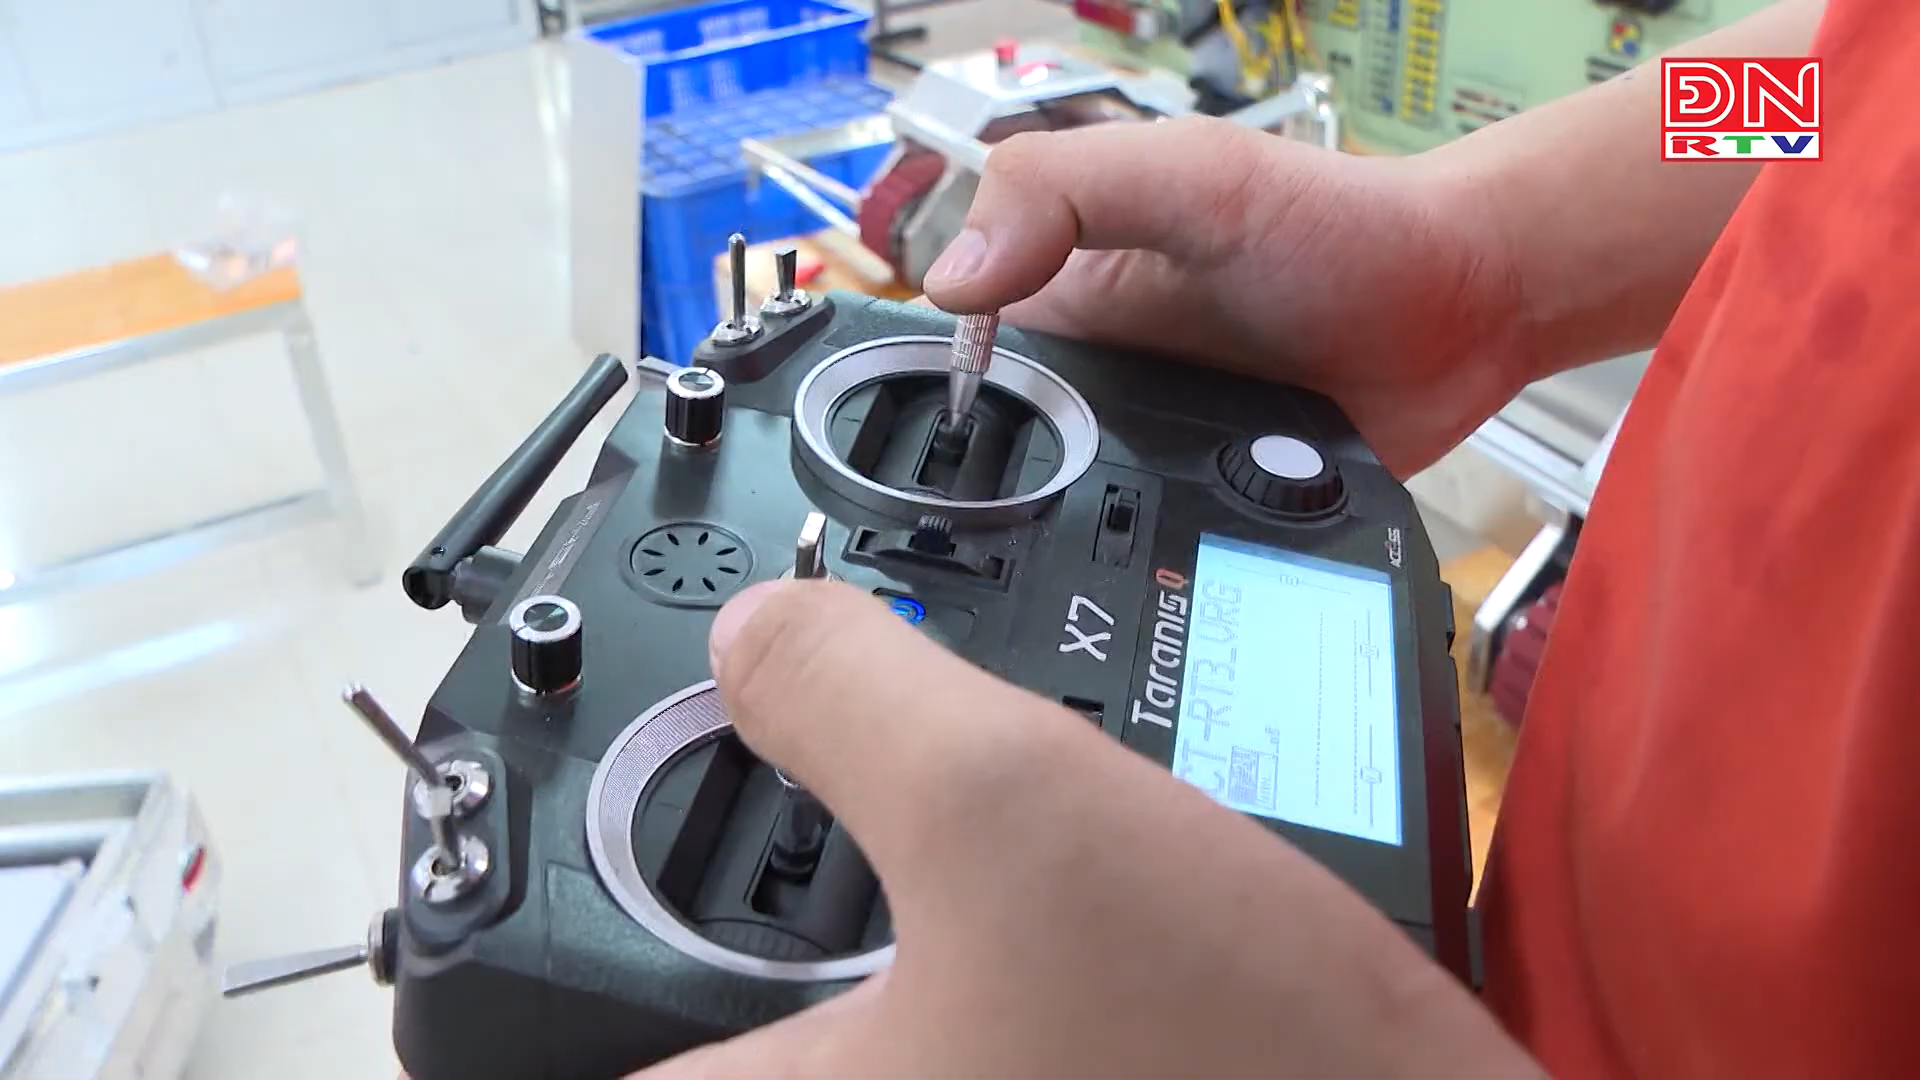 ĐN
RTV
ACCESS
X7
Taranis Q
CT-RT3_VRG